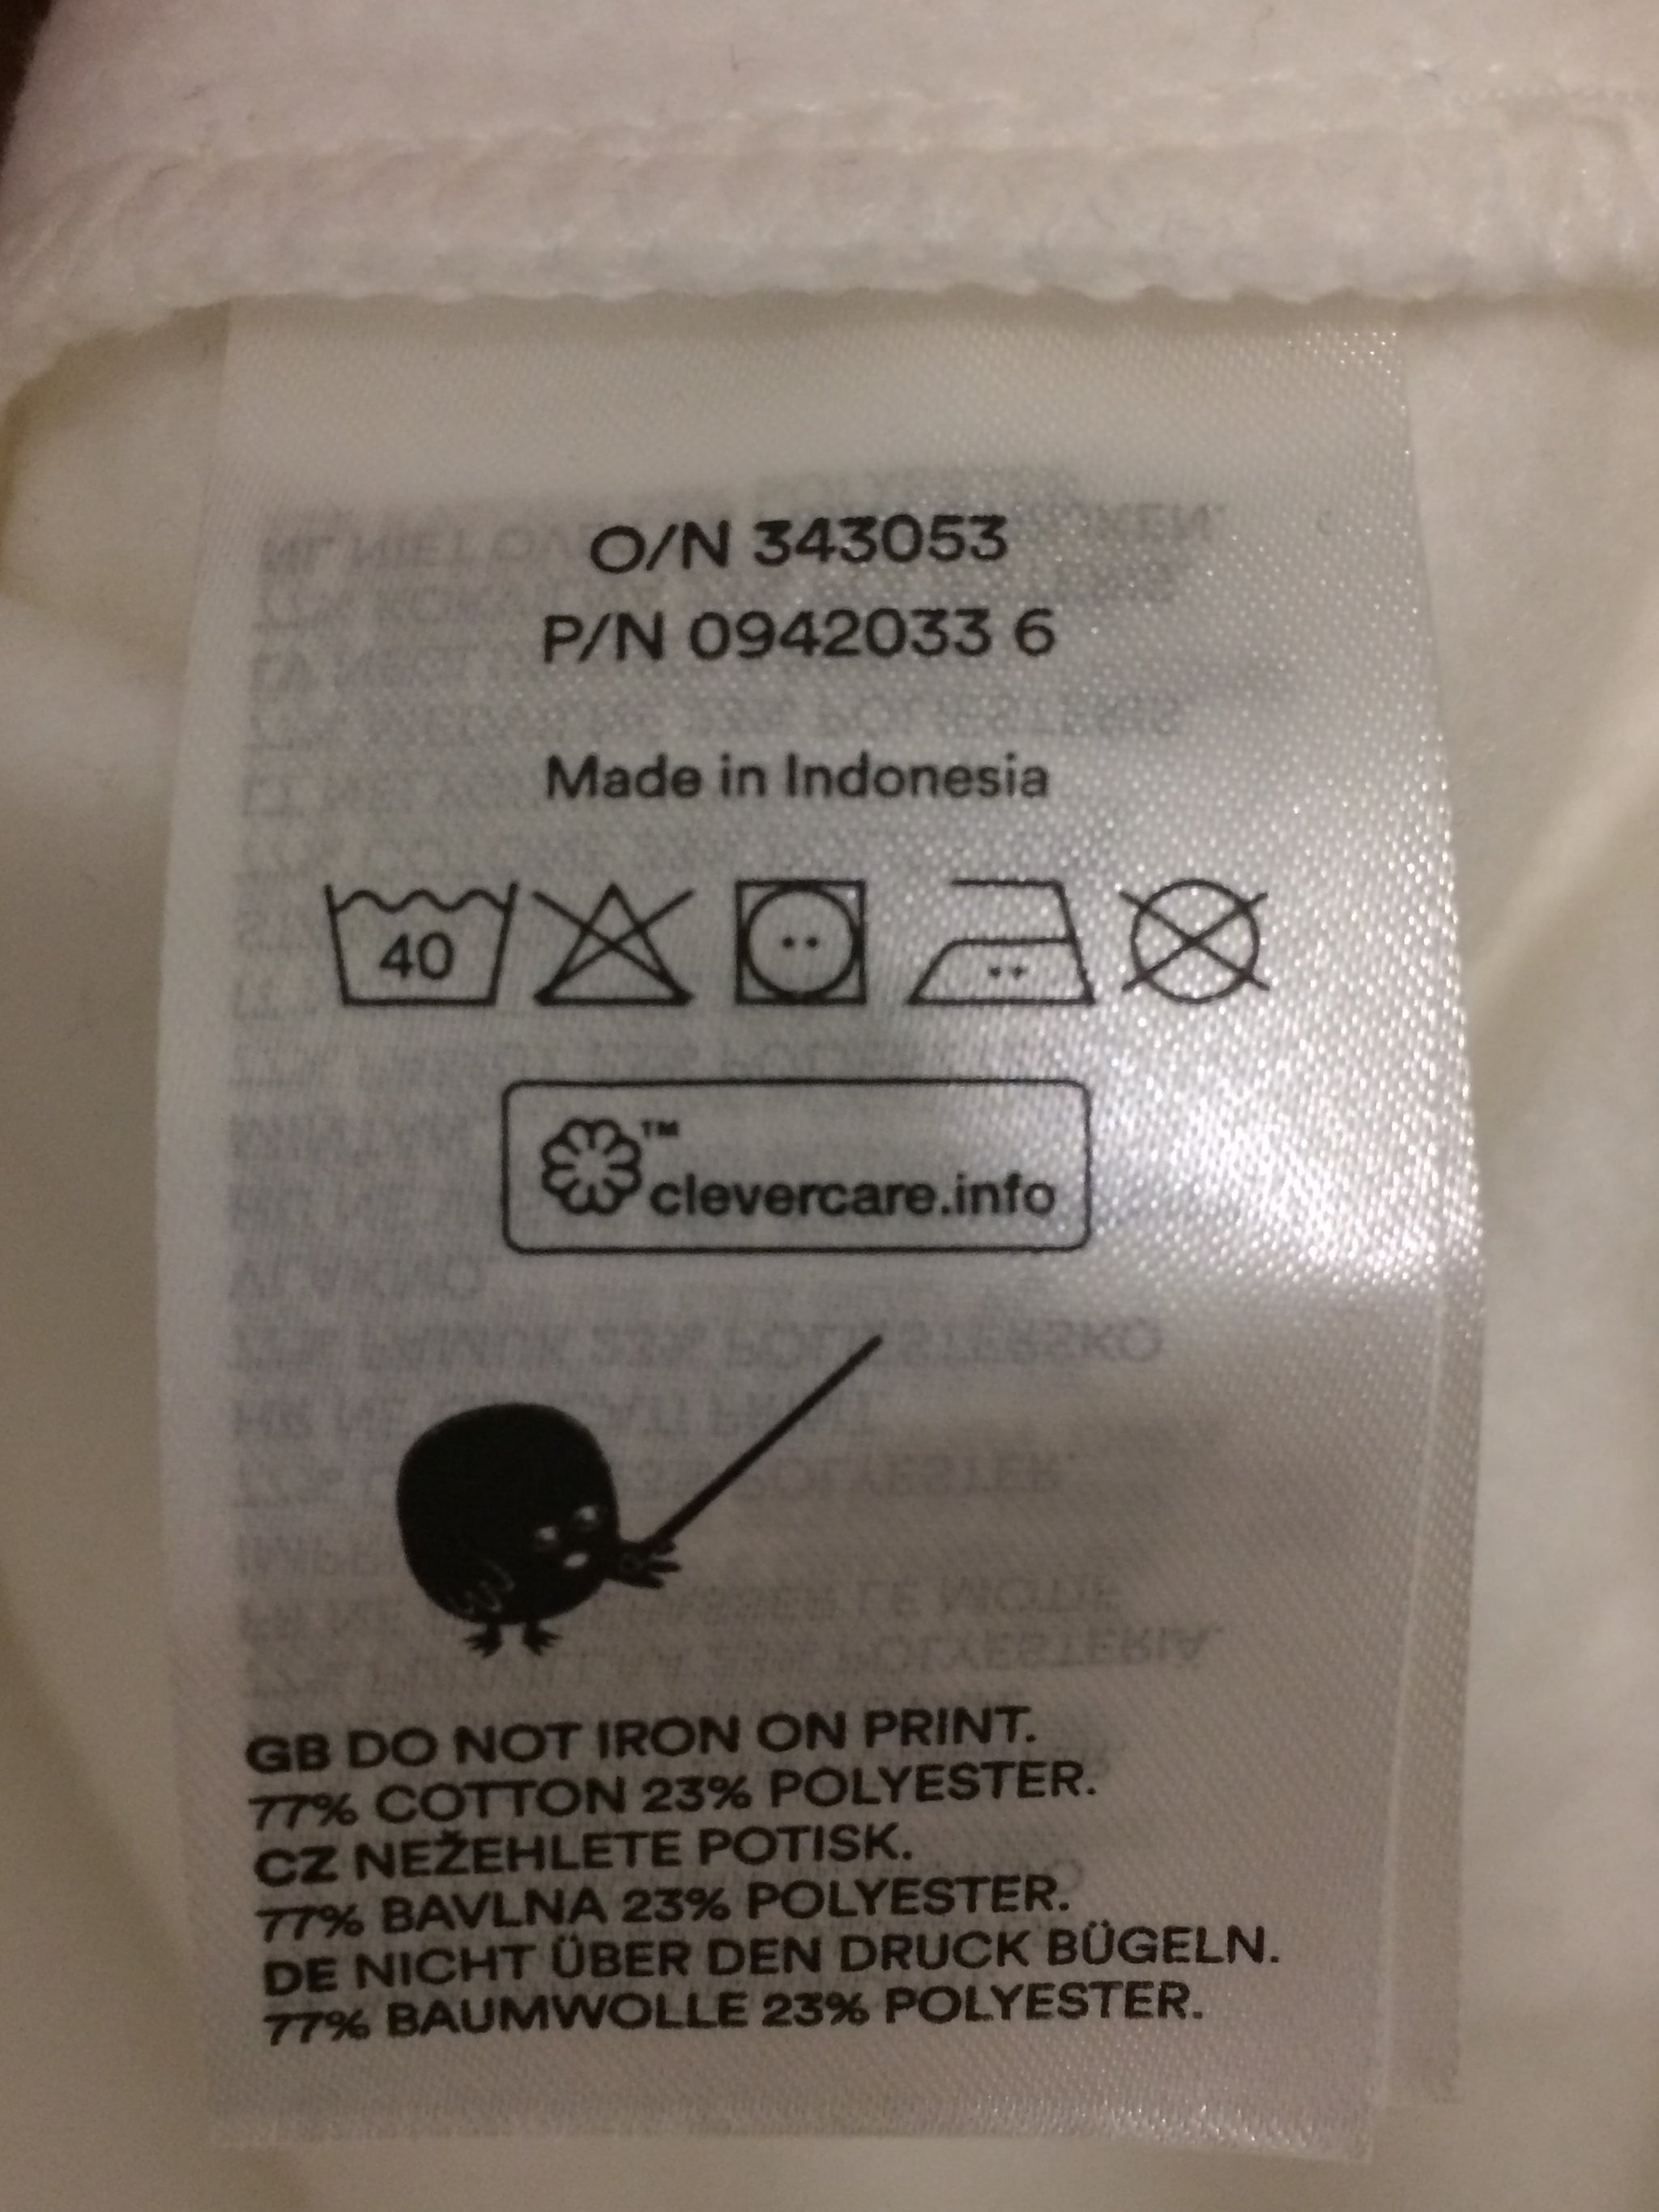 O/N 343053
P/N 0942033 6
Made in Indonesia
40
™
clevercare.info
GB DO NOT IRON ON PRINT.
77% COTTON 23% POLYESTER.
CZ NEŽEHLETE POTISK.
77% BAVLNA 23% POLYESTER.
DE NICHT ÜBER DEN DRUCK BÜGELN.
77% BAUMWOLLE 23% POLYESTER.